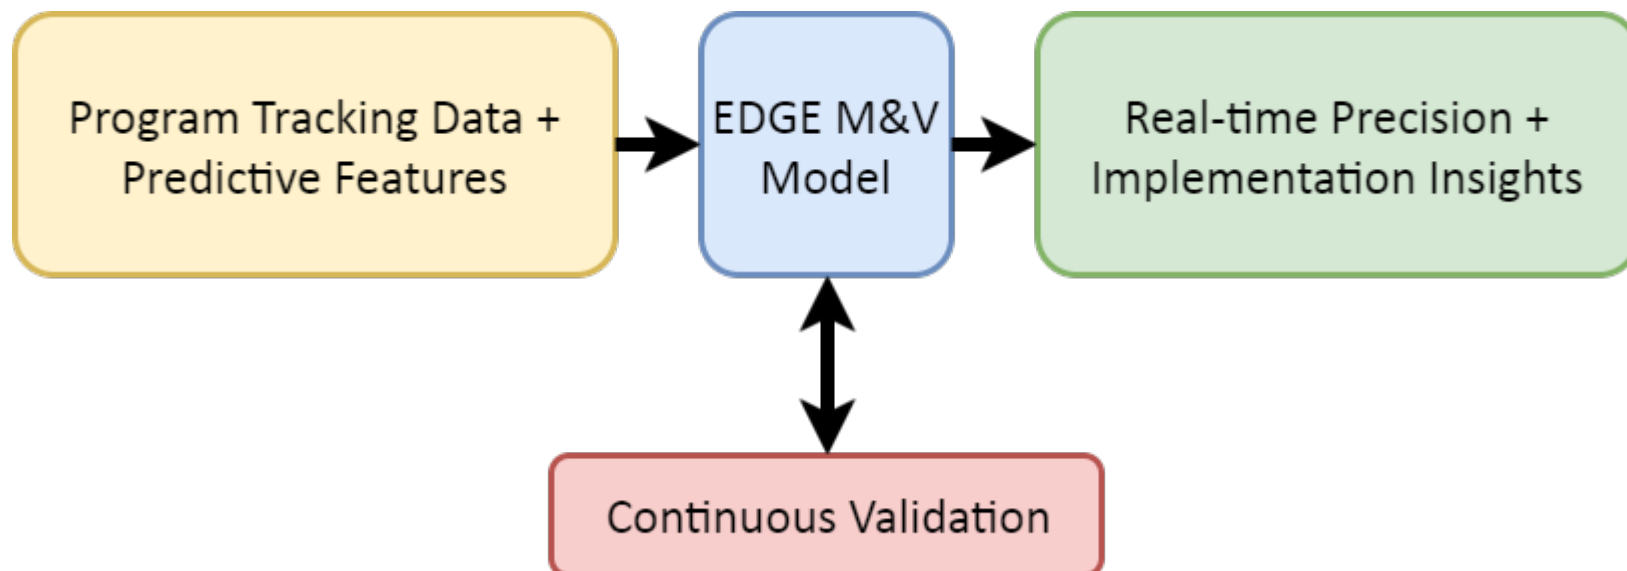 Program Tracking Data +
Predictive Features
EDGE M&V
Model
Real-time Precision +
Implementation Insights
Continuous Validation